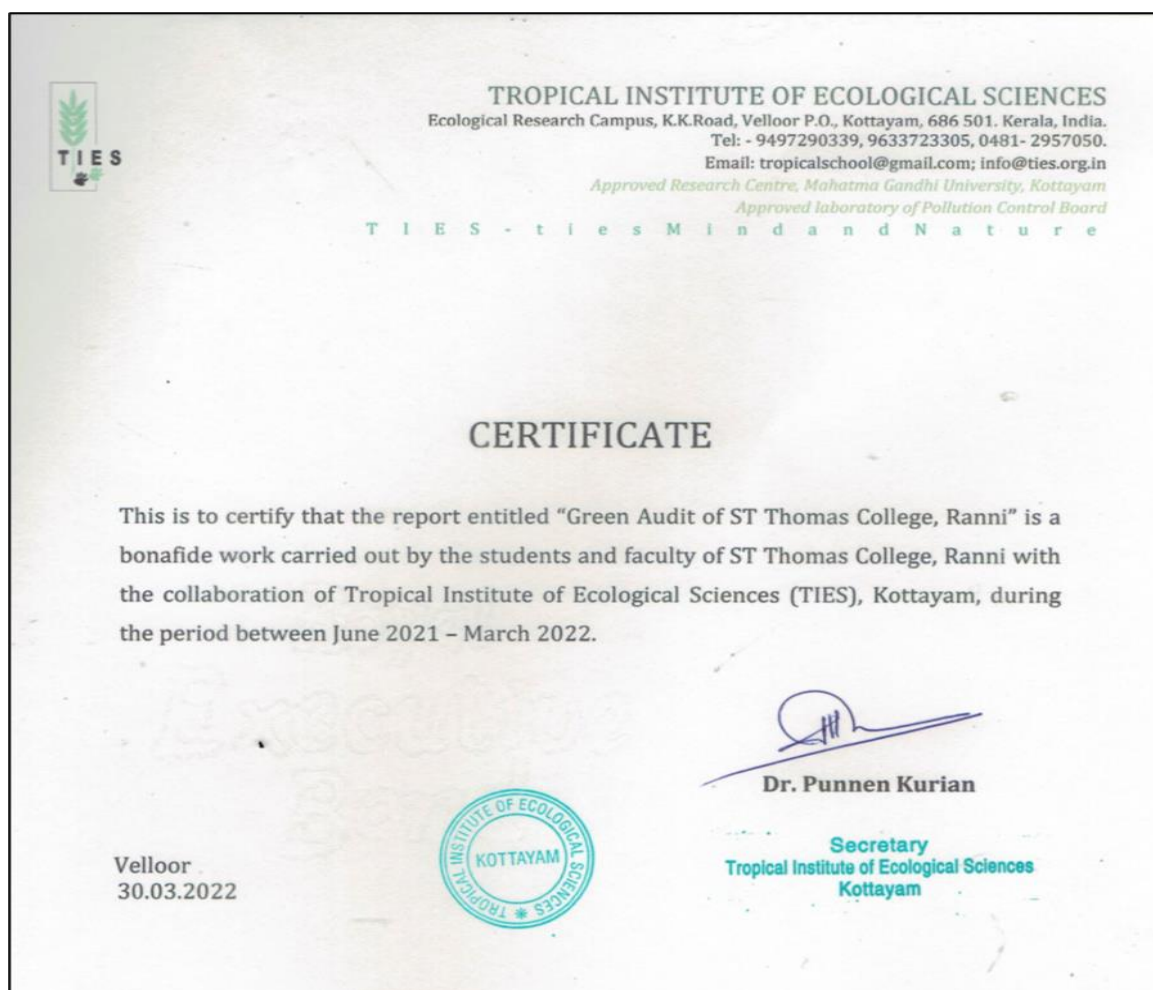 TIES
TROPICAL INSTITUTE OF ECOLOGICAL SCIENCES
Ecological Research Campus, K.K.Road, Velloor P.O., Kottayam, 686 501. Kerala, India.
Tel: - 9497290339, 9633723305, 0481- 2957050.
Email: tropicalschool@gmail.com; info@ties.org.in
Approved Research Centre, Mahatma Gandhi University, Kottayam
Approved laboratory of Pollution Control Board
T I E S - t i e s M i n d a n d N a t u r e
CERTIFICATE
This is to certify that the report entitled “Green Audit of ST Thomas College, Ranni” is a
bonafide work carried out by the students and faculty of ST Thomas College, Ranni with
the collaboration of Tropical Institute of Ecological Sciences (TIES), Kottayam, during
the period between June 2021 – March 2022.
Dr. Punnen Kurian
Secretary
Tropical Institute of Ecological Sciences
Kottayam
TROPICAL INSTITUTE OF ECOLOGICAL SCIENCES
KOTTAYAM
Velloor
30.03.2022